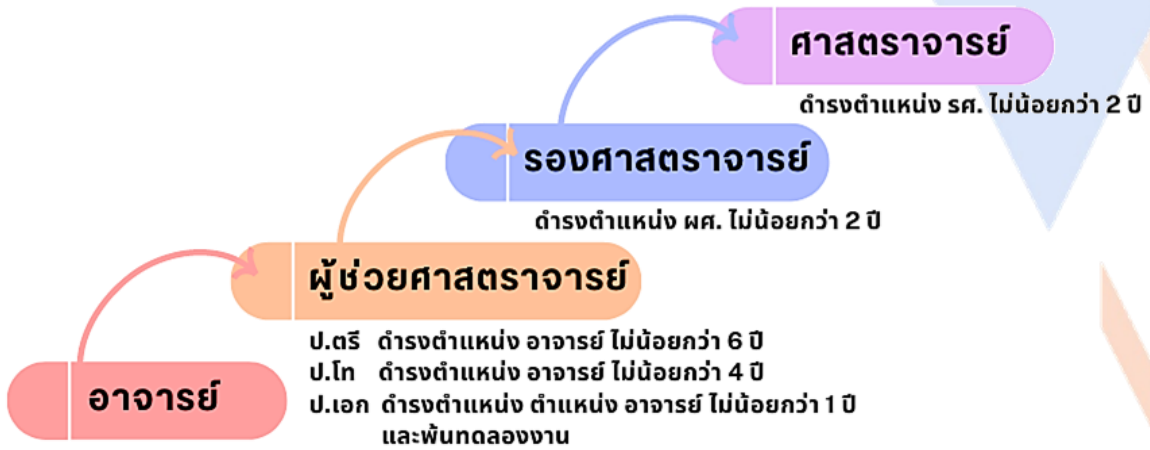 ศาสตราจารย์
ดำรงตำแหน่ง รศ. ไม่น้อยกว่า 2 ปี
รองศาสตราจารย์
ดำรงตำแหน่ง ผศ. ไม่น้อยกว่า 2 ปี
ผู้ช่วยศาสตราจารย์
ป.ตรี ดำรงตำแหน่ง อาจารย์ ไม่น้อยกว่า 6 ปี
ป.โท ดำรงตำแหน่ง อาจารย์ ไม่น้อยกว่า 4 ปี
ป.เอก ดำรงตำแหน่ง ตำแหน่ง อาจารย์ ไม่น้อยกว่า 1 ปี
และพ้นทดลองงาน
อาจารย์